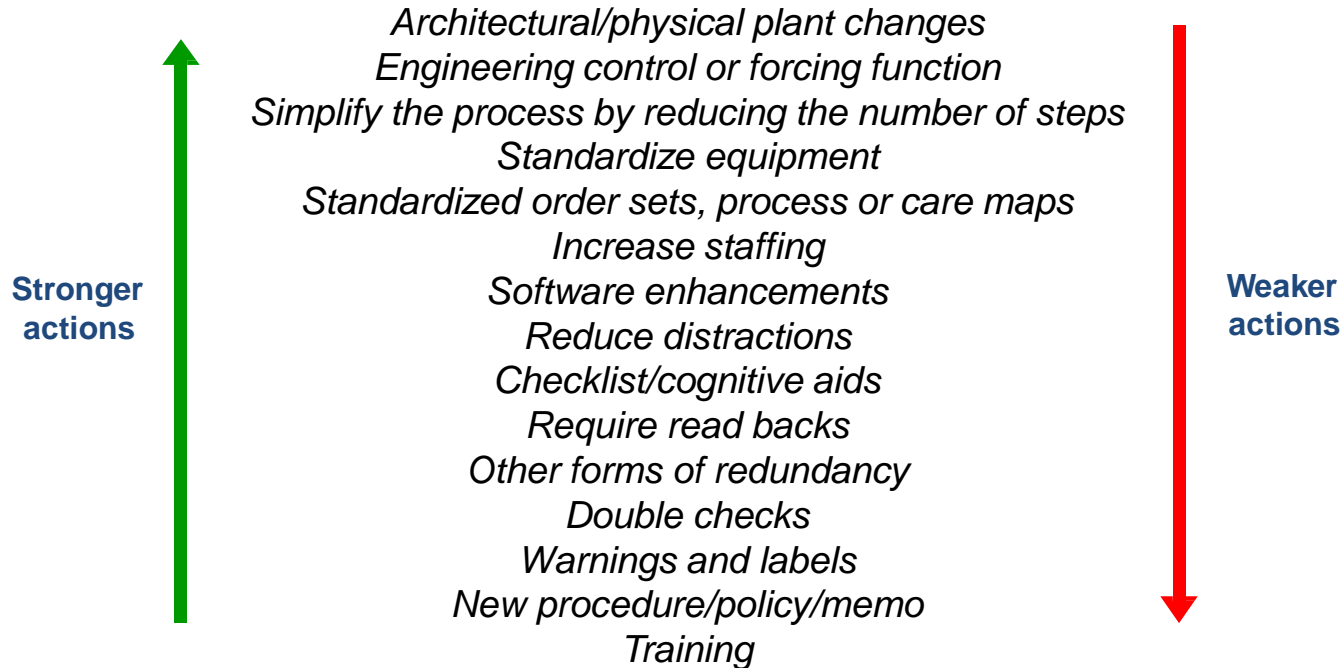 Architectural/physical plant changes
Engineering control or forcing function
Simplify the process by reducing the number of steps
Standardize equipment
Standardized order sets, process or care maps
Increase staffing
Stronger
actions
Software enhancements
Weaker
actions
Reduce distractions
Checklist/cognitive aids
Require read backs
Other forms of redundancy
Double checks
Warnings and labels
New procedure/policy/memo
Training